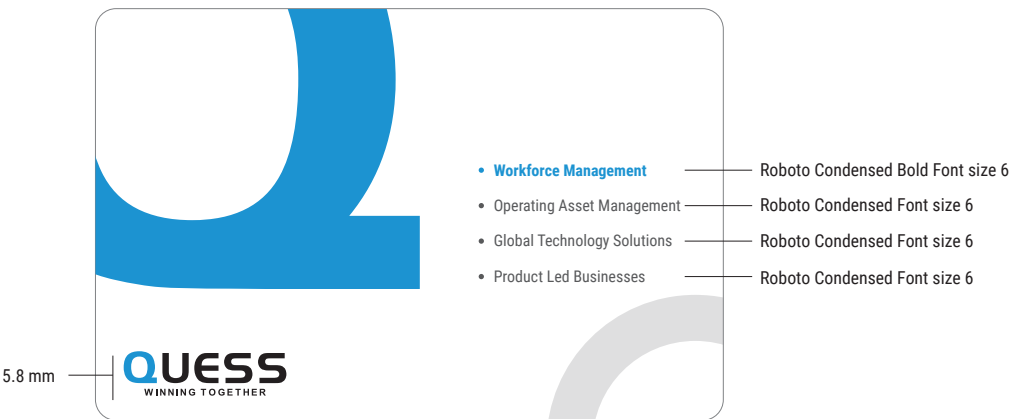 • Workforce Management Roboto Condensed Bold Font size 6
• Operating Asset Management Roboto Condensed Font size 6
• Global Technology Solutions Roboto Condensed Font size 6
• Product Led Businesses Roboto Condensed Font size 6
5.8 mm
QUESS
WINNING TOGETHER